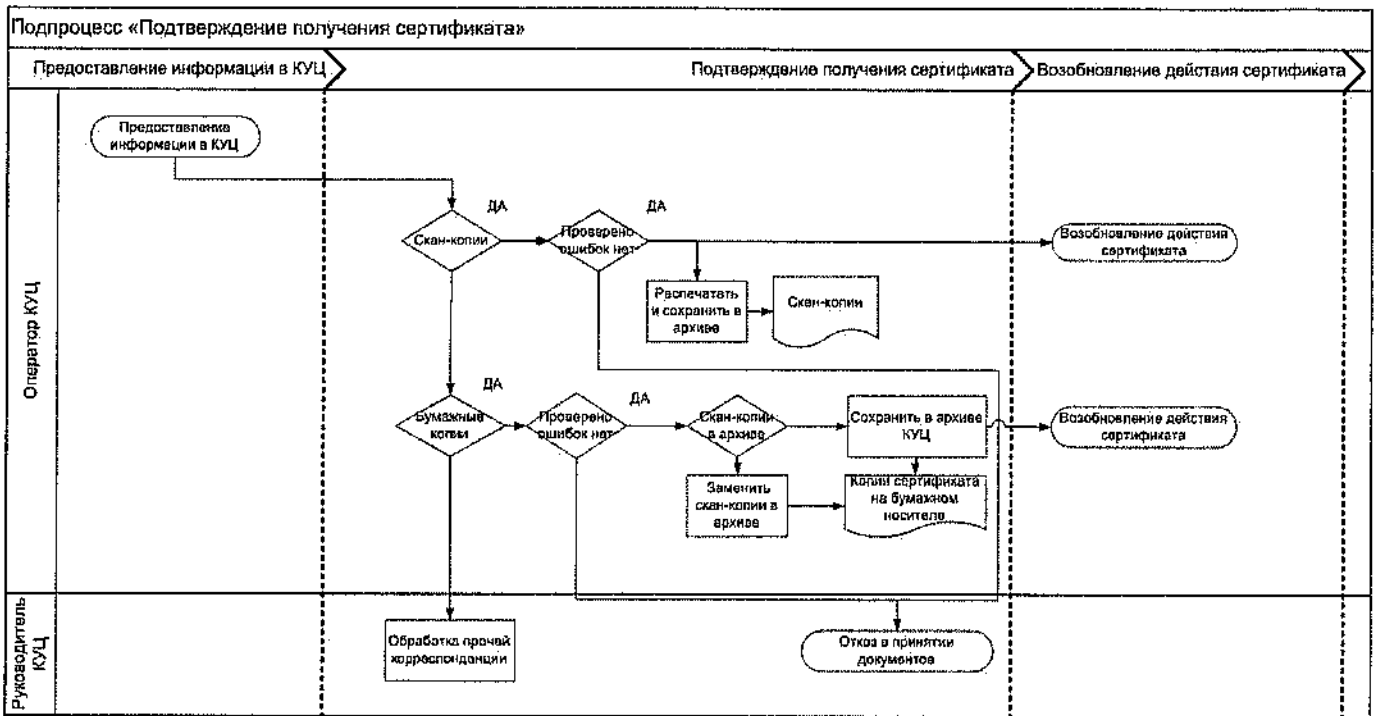 Подпроцесс «Подтверждение получения сертификата»
Предоставление информации в КУЦ
Подтверждение получения сертификата
Возобновление действия сертификата
Оператор КУЦ
Предоставление
информации в КУЦ
Скан-копии
ДА
Проверено
ошибок нет
ДА
Возобновление действия
сертификата
Распечатать
и сохранить в
архиве
Скан-копии
Бумажные
копии
ДА
Проверено
ошибок нет
ДА
Скан-копии
в архиве
Сохранить в архиве
КУЦ
Возобновление действия
сертификата
Заменить
скан-копии в
архиве
Копии сертификата
на бумажном
носителе
Руководитель
КУЦ
Обработка прочей
корреспонденции
Отказ в принятии
документов